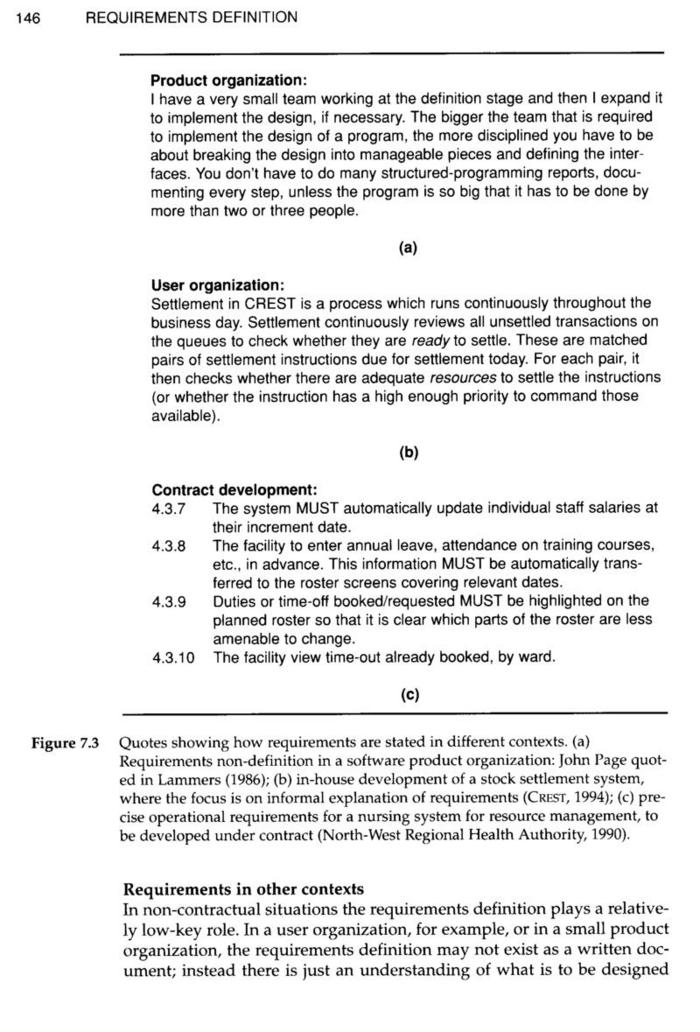 146 REQUIREMENTS DEFINITION
Product organization:
I have a very small team working at the definition stage and then I expand it
to implement the design, if necessary. The bigger the team that is required
to implement the design of a program, the more disciplined you have to be
about breaking the design into manageable pieces and defining the inter-
faces. You don't have to do many structured-programming reports, docu-
menting every step, unless the program is so big that it has to be done by
more than two or three people.
(a)
User organization:
Settlement in CREST is a process which runs continuously throughout the
business day. Settlement continuously reviews all unsettled transactions on
the queues to check whether they are ready to settle. These are matched
pairs of settlement instructions due for settlement today. For each pair, it
then checks whether there are adequate resources to settle the instructions
(or whether the instruction has a high enough priority to command those
available).
(b)
Contract development:
4.3.7 The system MUST automatically update individual staff salaries at
their increment date.
4.3.8 The facility to enter annual leave, attendance on training courses,
etc., in advance. This information MUST be automatically trans-
ferred to the roster screens covering relevant dates.
4.3.9 Duties or time-off booked/requested MUST be highlighted on the
planned roster so that it is clear which parts of the roster are less
amenable to change.
4.3.10 The facility view time-out already booked, by ward.
(c)
Figure 7.3 Quotes showing how requirements are stated in different contexts. (a)
Requirements non-definition in a software product organization: John Page quot-
ed in Lammers (1986); (b) in-house development of a stock settlement system,
where the focus is on informal explanation of requirements (CREST, 1994); (c) pre-
cise operational requirements for a nursing system for resource management, to
be developed under contract (North-West Regional Health Authority, 1990).
Requirements in other contexts
In non-contractual situations the requirements definition plays a relative-
ly low-key role. In a user organization, for example, or in a small product
organization, the requirements definition may not exist as a written doc-
ument; instead there is just an understanding of what is to be designed